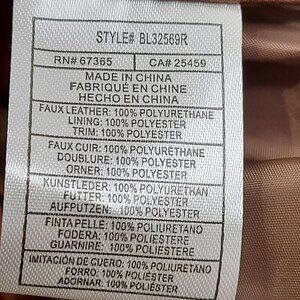 STYLE# BL32569R
RN# 67365 CA# 25459
MADE IN CHINA
FABRIQUÉ EN CHINE
HECHO EN CHINA
FAUX LEATHER: 100% POLYURETHANE
LINING: 100% POLYESTER
TRIM: 100% POLYESTER
FAUX CUIR: 100% POLYURÉTHANE
DOUBLURE: 100% POLYESTER
ORNER: 100% POLYESTER
KUNSTLEDER: 100% POLYURETHAN
FUTTER: 100% POLYESTER
AUFPUTZEN: 100% POLYESTER
FINTA PELLE: 100% POLIURETANO
FODERA: 100% POLIESTERE
GUARNIRE: 100% POLIESTERE
IMITACIÓN DE CUERO: 100% POLIURETANO
FORRO: 100% POLIÉSTER
ADORNAR: 100% POLIÉSTER